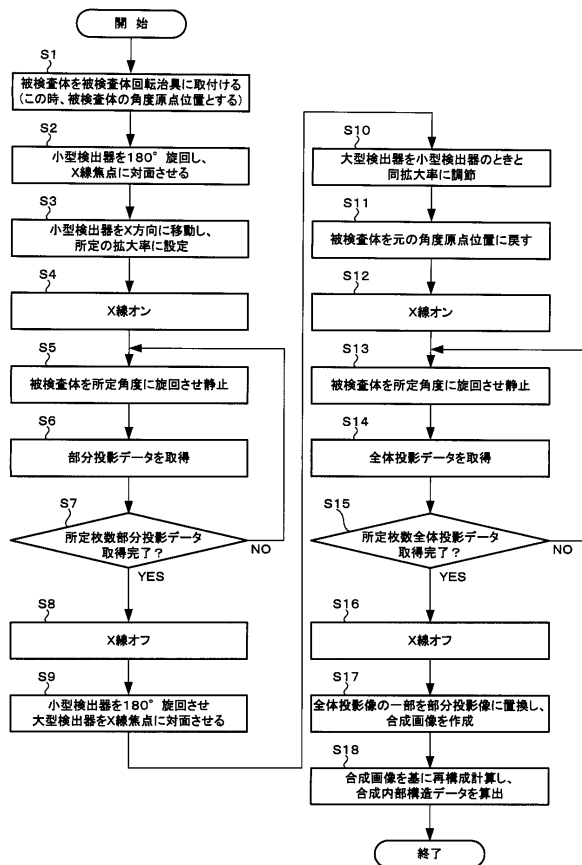 開 始
S1
被検査体を被検査体回転治具に取付ける
(この時、被検査体の角度原点位置とする)
S2
小型検出器を180°旋回し、
X線焦点に対面させる
S3
小型検出器をX方向に移動し、
所定の拡大率に設定
S4
X線オン
S5
被検査体を所定角度に旋回させ静止
S6
部分投影データを取得
S7
所定枚数部分投影データ
取得完了？
NO
YES
S8
X線オフ
S9
小型検出器を180°旋回させ
大型検出器をX線焦点に対面させる
S10
大型検出器を小型検出器のときと
同拡大率に調節
S11
被検査体を元の角度原点位置に戻す
S12
X線オン
S13
被検査体を所定角度に旋回させ静止
S14
全体投影データを取得
S15
所定枚数全体投影データ
取得完了？
NO
YES
S16
X線オフ
S17
全体投影像の一部を部分投影像に置換し、
合成画像を作成
S18
合成画像を基に再構成計算し、
合成内部構造データを算出
終了